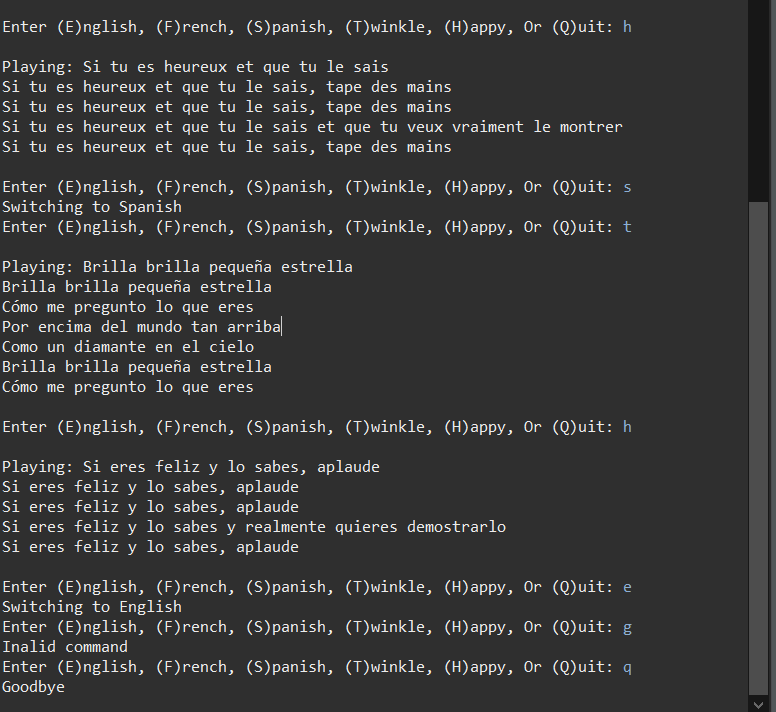 Enter (E)nglish, (F)rench, (S)panish, (T)winkle, (H)appy, Or (Q)uit: h
Playing: Si tu es heureux et que tu le sais
Si tu es heureux et que tu le sais, tape des mains
Si tu es heureux et que tu le sais, tape des mains
Si tu es heureux et que tu le sais et que tu veux vraiment le montrer
Si tu es heureux et que tu le sais, tape des mains
Enter (E)nglish, (F)rench, (S)panish, (T)winkle, (H)appy, Or (Q)uit: s
Switching to Spanish
Enter (E)nglish, (F)rench, (S)panish, (T)winkle, (H)appy, Or (Q)uit: t
Playing: Brilla brilla pequeña estrella
Brilla brilla pequeña estrella
Cómo me pregunto lo que eres
Por encima del mundo tan arriba
Como un diamante en el cielo
Brilla brilla pequeña estrella
Cómo me pregunto lo que eres
Enter (E)nglish, (F)rench, (S)panish, (T)winkle, (H)appy, Or (Q)uit: h
Playing: Si eres feliz y lo sabes, aplaude
Si eres feliz y lo sabes, aplaude
Si eres feliz y lo sabes, aplaude
Si eres feliz y lo sabes y realmente quieres demostrarlo
Si eres feliz y lo sabes, aplaude
Enter (E)nglish, (F)rench, (S)panish, (T)winkle, (H)appy, Or (Q)uit: e
Switching to English
Enter (E)nglish, (F)rench, (S)panish, (T)winkle, (H)appy, Or (Q)uit: g
Inalid command
Enter (E)nglish, (F)rench, (S)panish, (T)winkle, (H)appy, Or (Q)uit: q
Goodbye